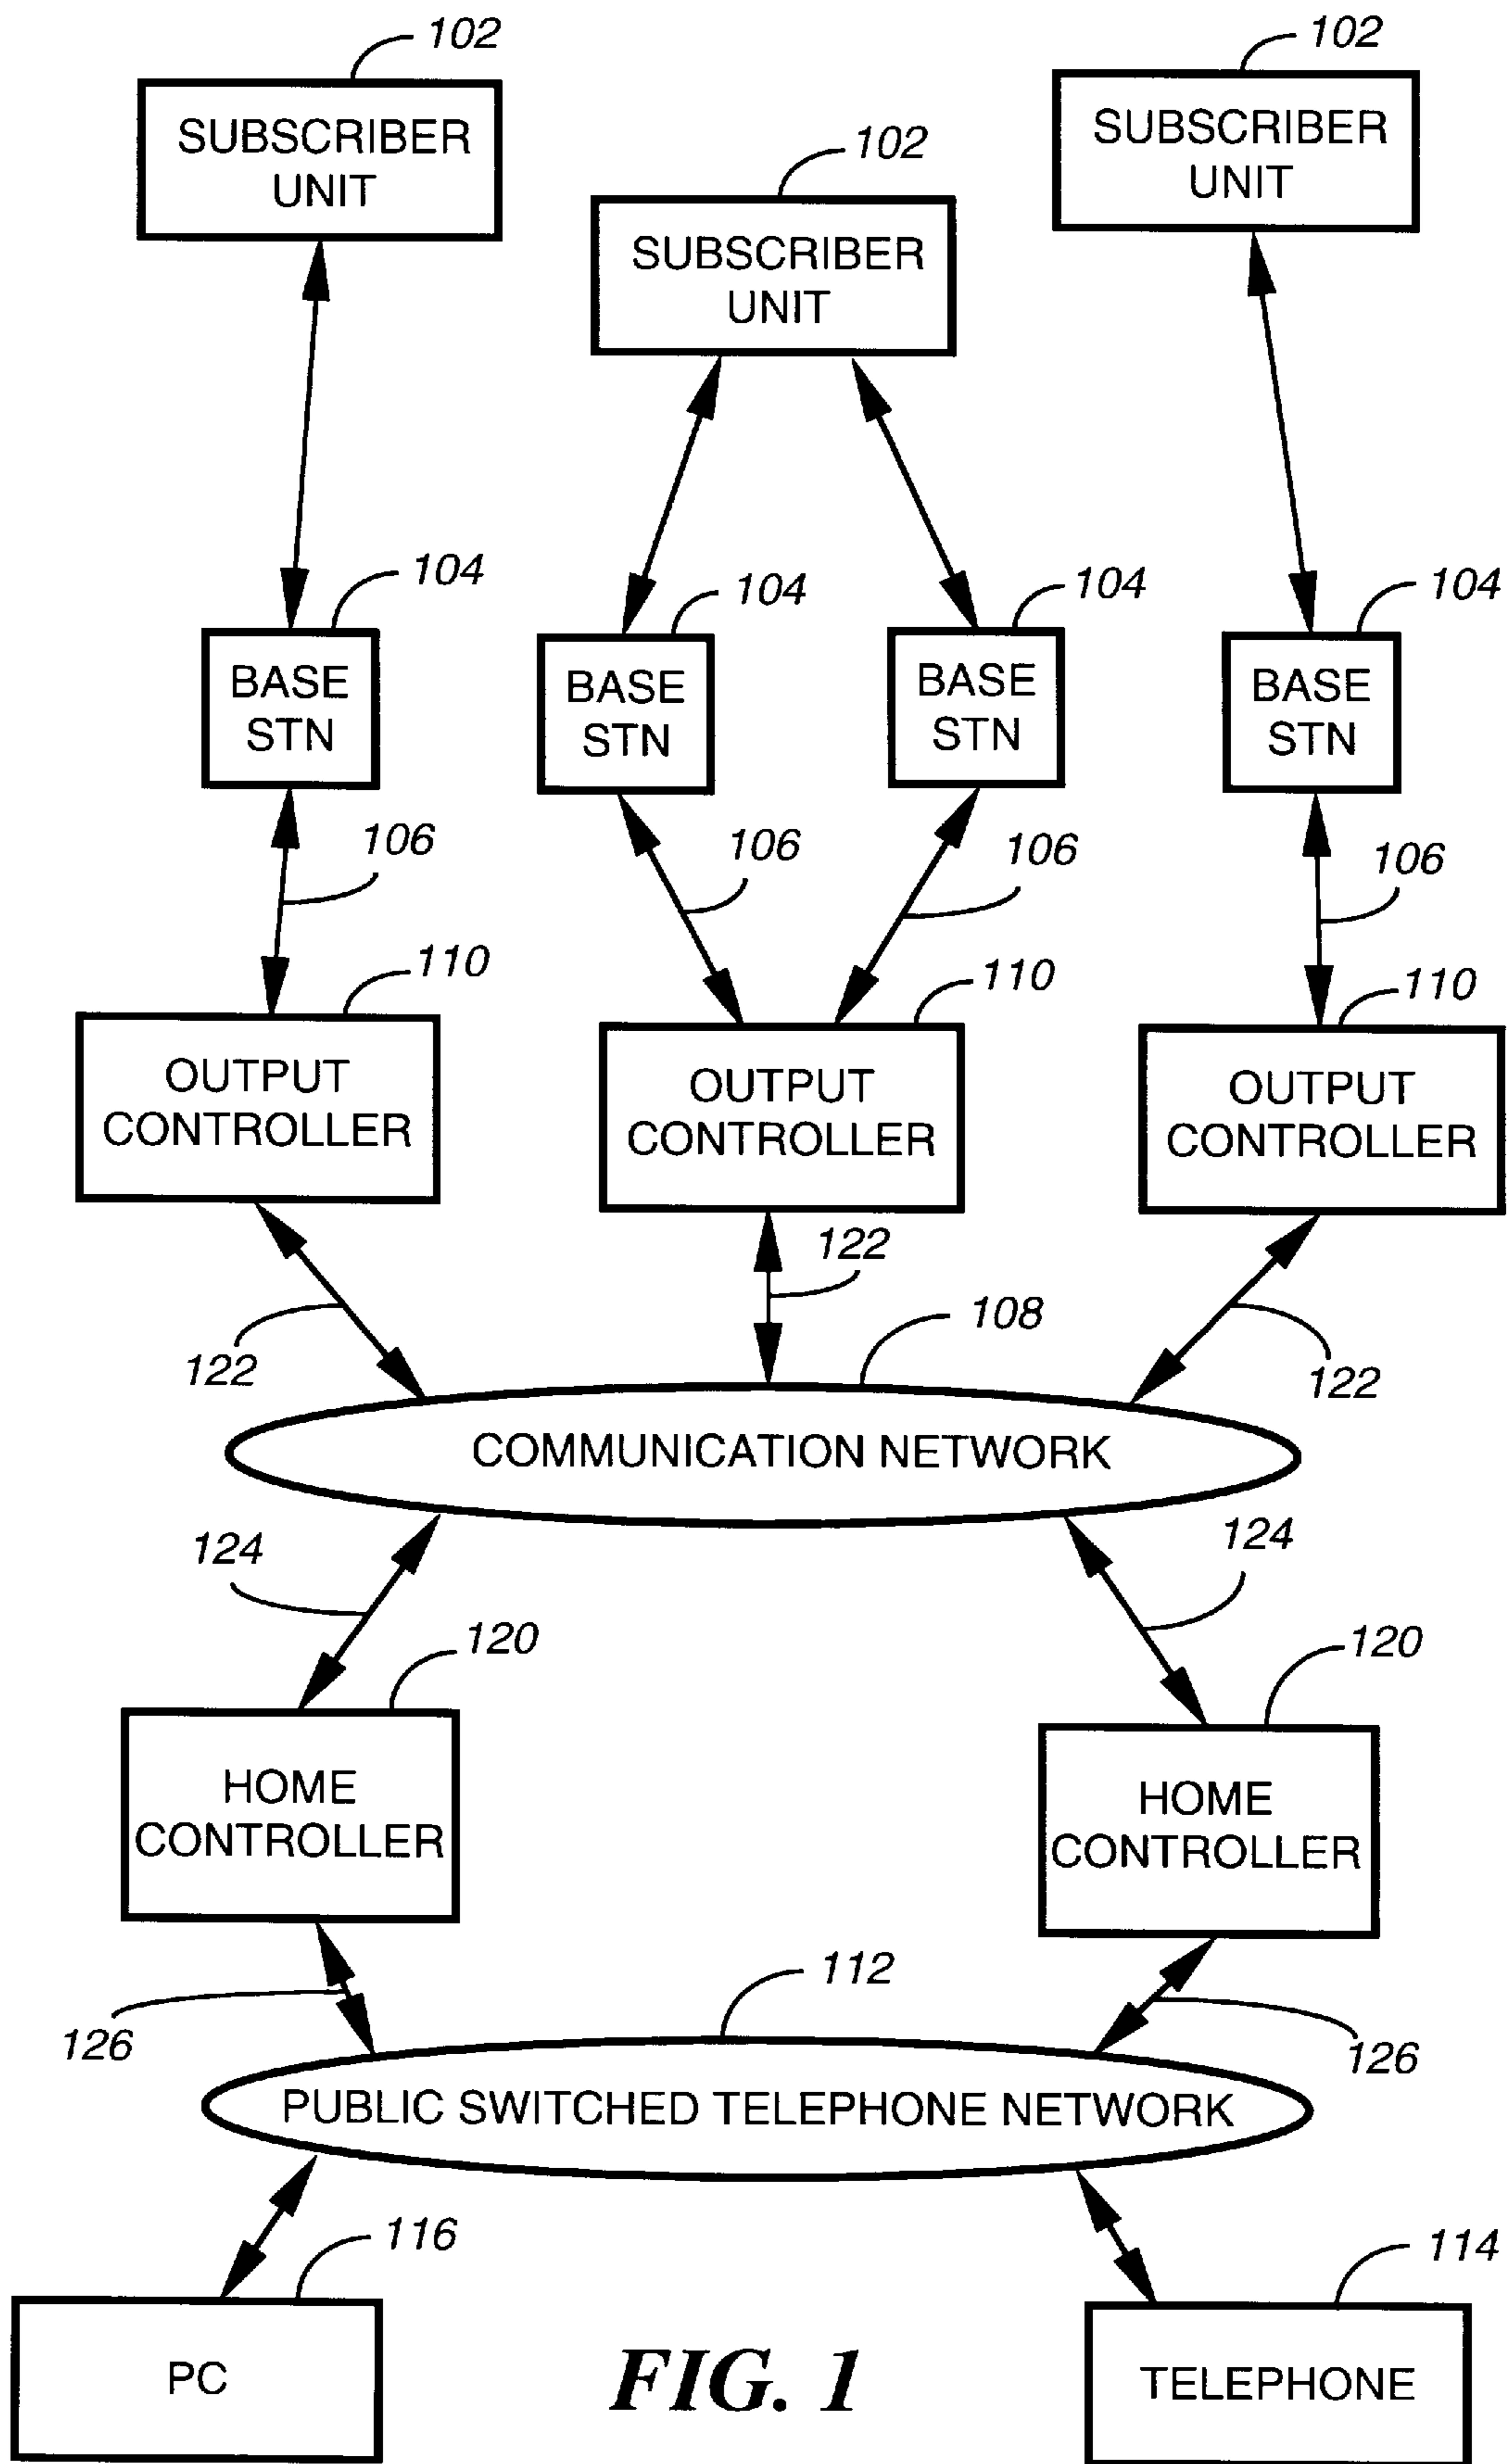 102
102
SUBSCRIBER
UNIT
102
SUBSCRIBER
UNIT
SUBSCRIBER
UNIT
104
104
104
104
BASE
STN
BASE
STN
BASE
STN
BASE
STN
106
106
106
106
110
110
110
OUTPUT
CONTROLLER
OUTPUT
CONTROLLER
OUTPUT
CONTROLLER
122
108
122
122
COMMUNICATION NETWORK
124
124
120
120
HOME
CONTROLLER
HOME
CONTROLLER
112
126
126
PUBLIC SWITCHED TELEPHONE NETWORK
116
114
PC
FIG. 1
TELEPHONE